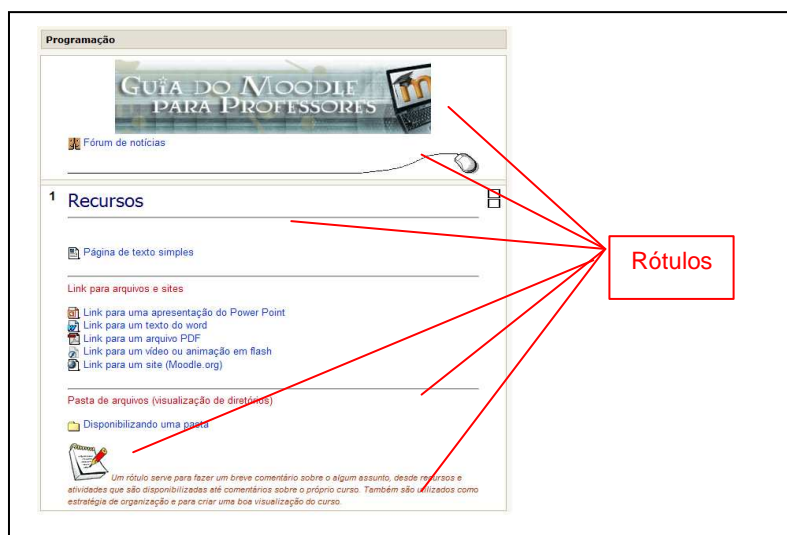 Programação
GUIA DO MOODLE
PARA PROFESSORES
m
Fórum de notícias
1 Recursos
Página de texto simples
Link para arquivos e sites
Link para uma apresentação do Power Point
Link para um texto do word
Link para um arquivo PDF
Link para um vídeo ou animação em flash
Link para um site (Moodle.org)
Pasta de arquivos (visualização de diretórios)
Disponibilizando uma pasta
Um rótulo serve para fazer um breve comentário sobre o algum assunto, desde recursos e
atividades que são disponibilizadas até comentários sobre o próprio curso. Também são utilizados como
estratégia de organização e para criar uma boa visualização do curso.
Rótulos